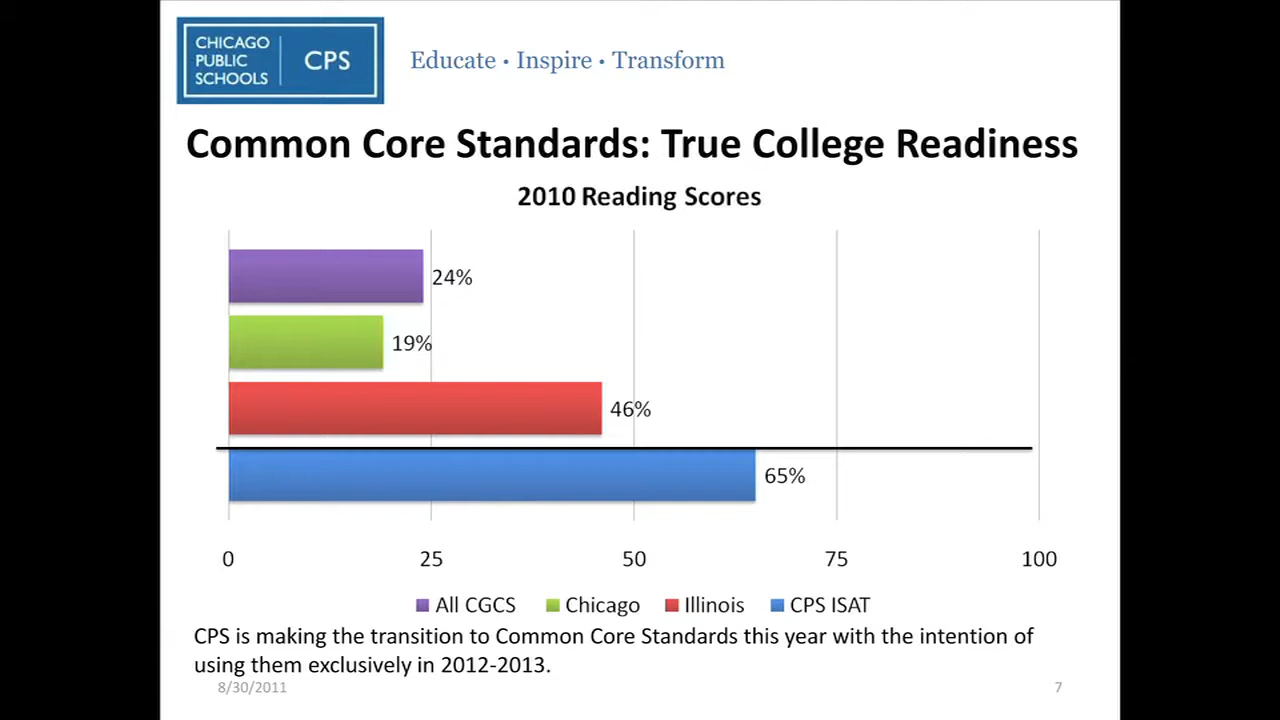 CHICAGO
PUBLIC
SCHOOLS
CPS
Educate • Inspire • Transform
Common Core Standards: True College Readiness
2010 Reading Scores
24%
19%
46%
65%
0 25 50 75 100
All CGCS Chicago Illinois CPS ISAT
CPS is making the transition to Common Core Standards this year with the intention of
using them exclusively in 2012-2013.
8/30/2011 7